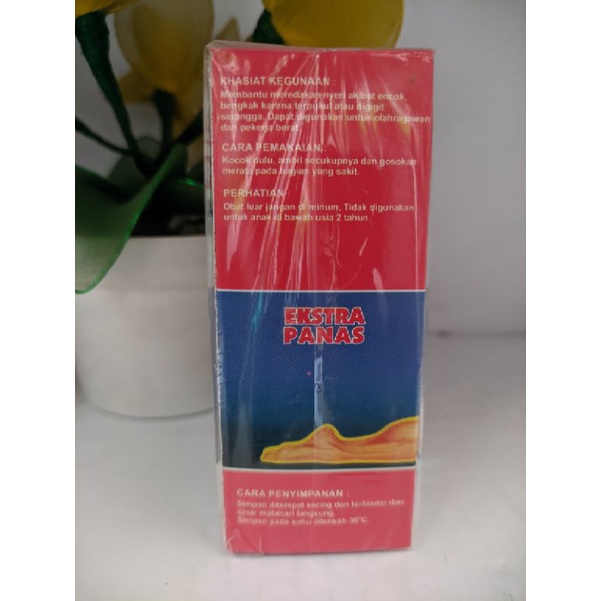 KHASIAT KEGUNAAN :
Membantu meredakan nyeri akibat encok,
bengkak karena terpukul atau digigit
serangga. Dapat digunakan untuk olahragawan
dan pekerja berat.
CARA PEMAKAIAN :
Kocok dulu, ambil secukupnya dan gosokan
merata pada bagian yang sakit.
PERHATIAN :
Obat luar jangan di minum, Tidak digunakan
untuk anak di bawah usia 2 tahun.
EKSTRA
PANAS
CARA PENYIMPANAN :
Simpan ditempat kering dan terhindar dari
sinar matahari langsung
Simpan pada suhu dibawah 30°C